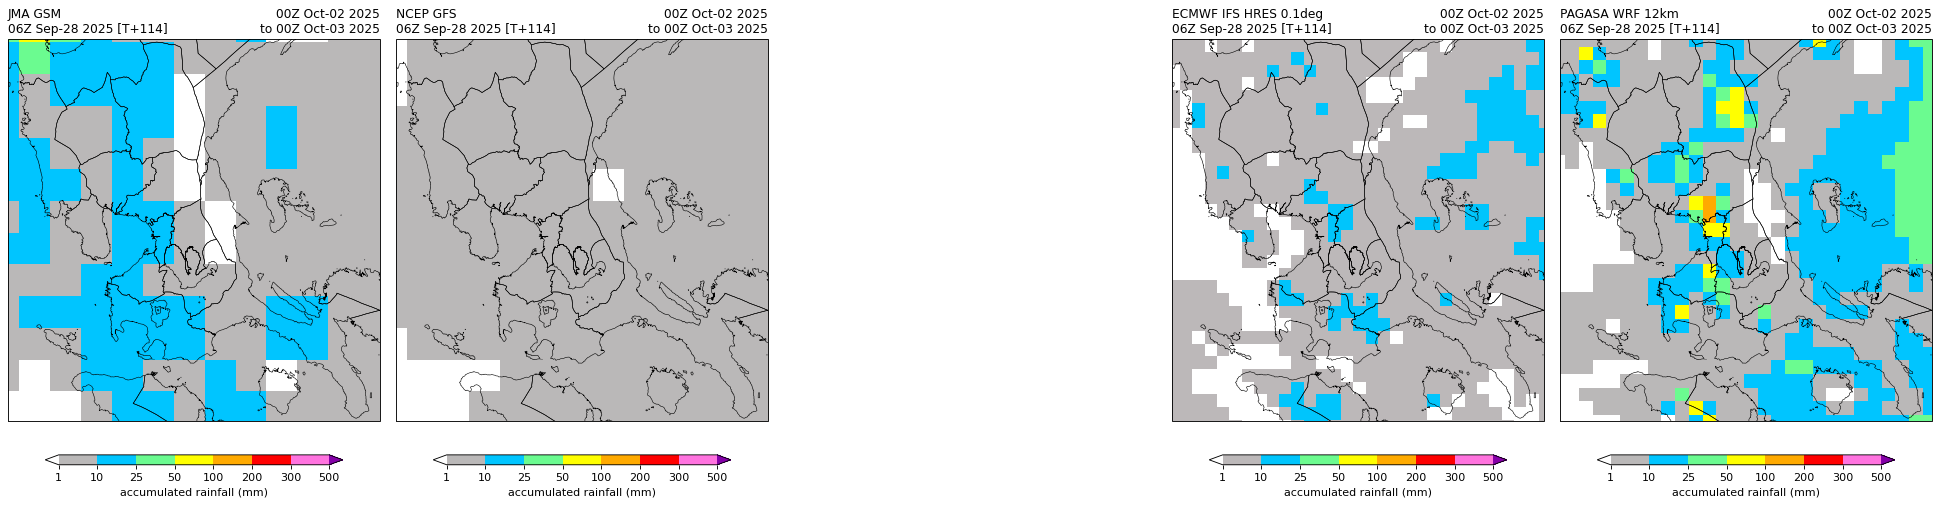 JMA GSM 00Z Oct-02 2025
06Z Sep-28 2025 [T+114] to 00Z Oct-03 2025
1 10 25 50 100 200 300 500
accumulated rainfall (mm)
NCEP GFS 00Z Oct-02 2025
06Z Sep-28 2025 [T+114] to 00Z Oct-03 2025
1 10 25 50 100 200 300 500
accumulated rainfall (mm)
ECMWF IFS HRES 0.1deg 00Z Oct-02 2025
06Z Sep-28 2025 [T+114] to 00Z Oct-03 2025
1 10 25 50 100 200 300 500
accumulated rainfall (mm)
PAGASA WRF 12km 00Z Oct-02 2025
06Z Sep-28 2025 [T+114] to 00Z Oct-03 2025
1 10 25 50 100 200 300 500
accumulated rainfall (mm)